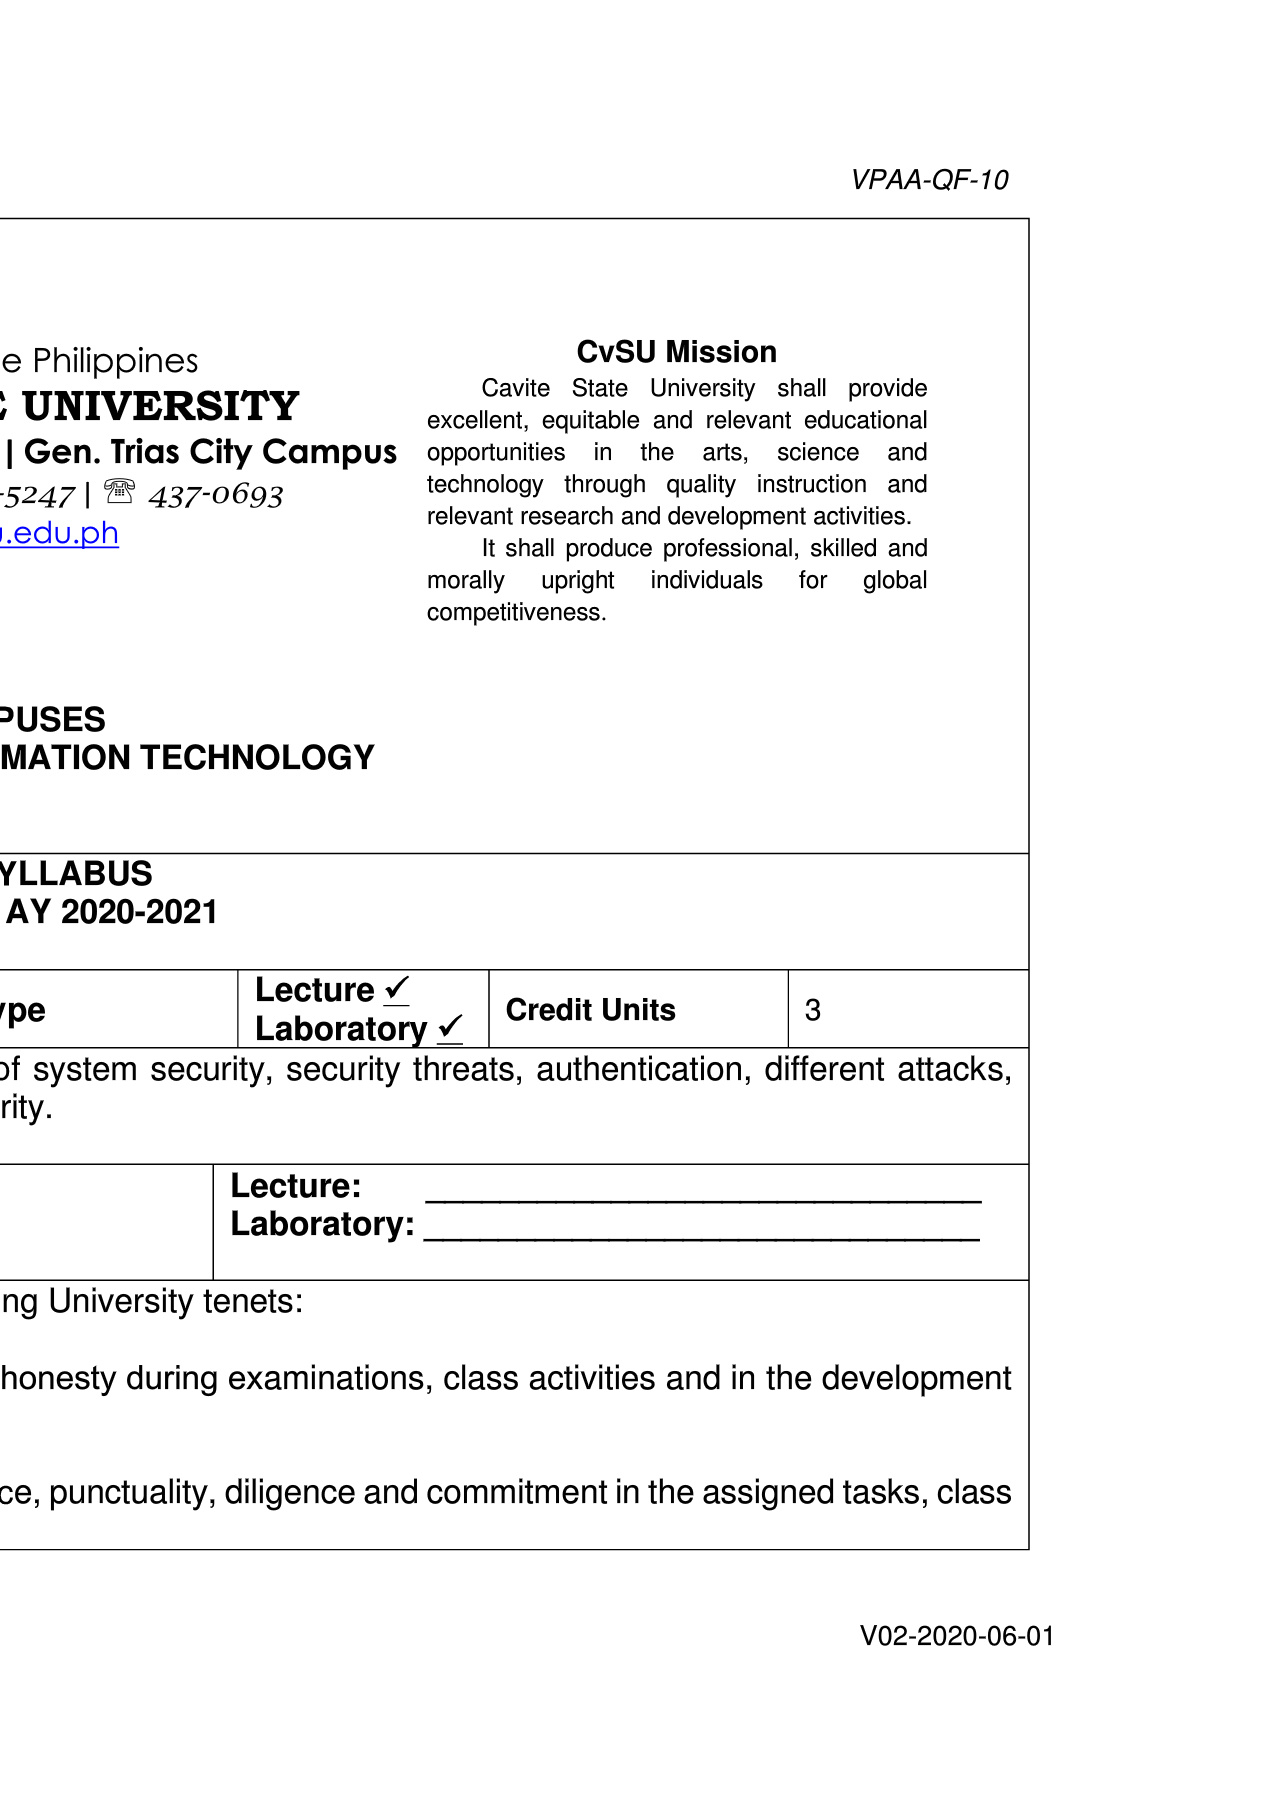 VPAA-QF-10
e Philippines
E UNIVERSITY
| Gen. Trias City Campus
-5247 | ☏ 437-0693
u.edu.ph
CvSU Mission
Cavite State University shall provide
excellent, equitable and relevant educational
opportunities in the arts, science and
technology through quality instruction and
relevant research and development activities.
It shall produce professional, skilled and
morally upright individuals for global
competitiveness.
PUSES
MATION TECHNOLOGY
YLLABUS
AY 2020-2021
ype
Lecture ✓
Laboratory ✓
Credit Units
3
of system security, security threats, authentication, different attacks,
rity.
Lecture: ______________________________
Laboratory: ______________________________
ng University tenets:
honesty during examinations, class activities and in the development
ce, punctuality, diligence and commitment in the assigned tasks, class
V02-2020-06-01